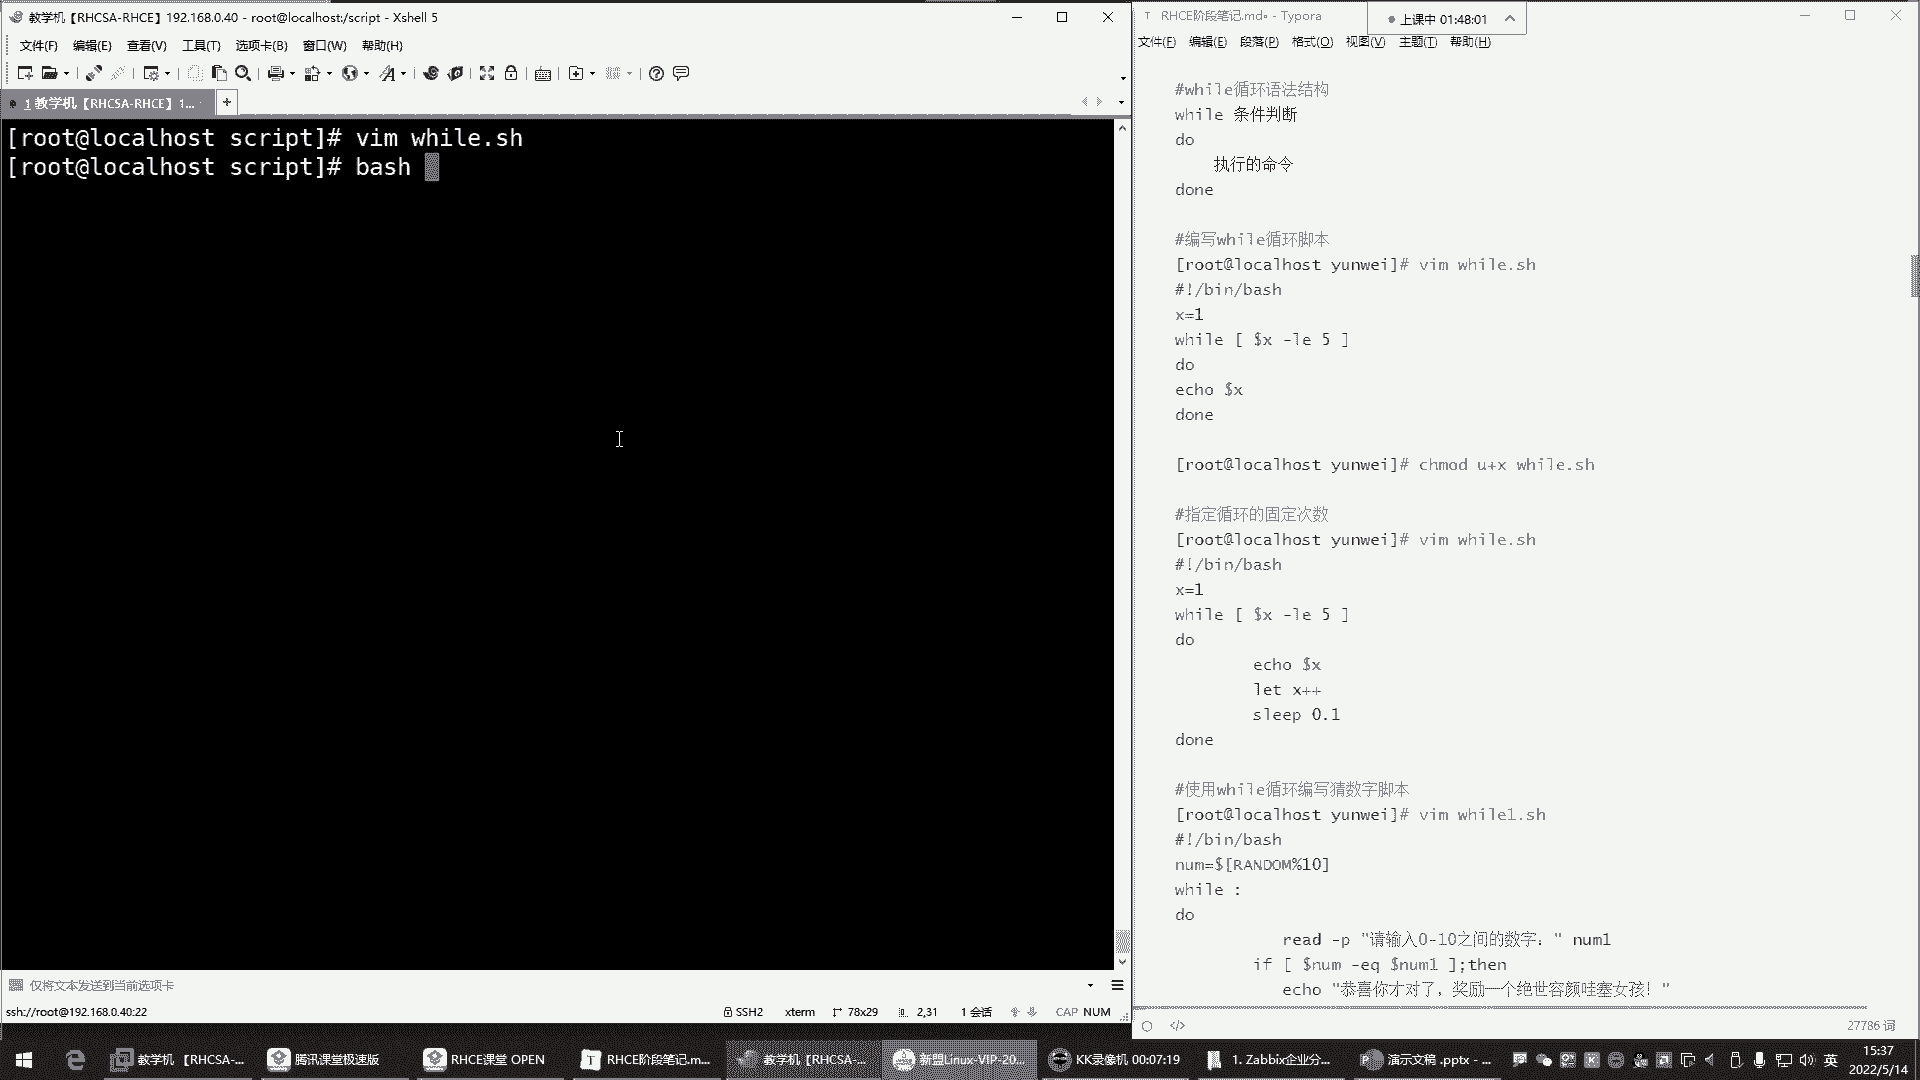 教学机【RHCSA-RHCE】192.168.0.40 - root@localhost:/script - Xshell 5
文件(F) 编辑(E) 查看(V) 工具(T) 选项卡(B) 窗口(W) 帮助(H)
1 教学机【RHCSA-RHCE】1...
[root@localhost script]# vim while.sh
[root@localhost script]# bash
仅将文本发送到当前选项卡
ssh://root@192.168.0.40:22 SSH2 xterm 78x29 2,31 1 会话 CAP NUM
RHCE阶段笔记.md• - Typora
上课中 01:48:01
文件(F) 编辑(E) 段落(P) 格式(O) 视图(V) 主题(T) 帮助(H)
#while循环语法结构
while 条件判断
do
执行的命令
done
#编写while循环脚本
[root@localhost yunwei]# vim while.sh
#!/bin/bash
x=1
while [ $x -le 5 ]
do
echo $x
done
[root@localhost yunwei]# chmod u+x while.sh
#指定循环的固定次数
[root@localhost yunwei]# vim while.sh
#!/bin/bash
x=1
while [ $x -le 5 ]
do
echo $x
let x++
sleep 0.1
done
#使用while循环编写猜数字脚本
[root@localhost yunwei]# vim while1.sh
#!/bin/bash
num=$[RANDOM%10]
while :
do
read -p "请输入0-10之间的数字：" num1
if [ $num -eq $num1 ];then
echo "恭喜你才对了，奖励一个绝世容颜哇塞女孩！"
27786 词
教学机 【RHCSA-... 腾讯课堂极速版 RHCE课堂 OPEN RHCE阶段笔记.m... 教学机【RHCSA-... 新盟Linux-VIP-20... KK录像机 00:07:19 1. Zabbix企业分... 演示文稿 .pptx - ... 英 15:37
2022/5/14